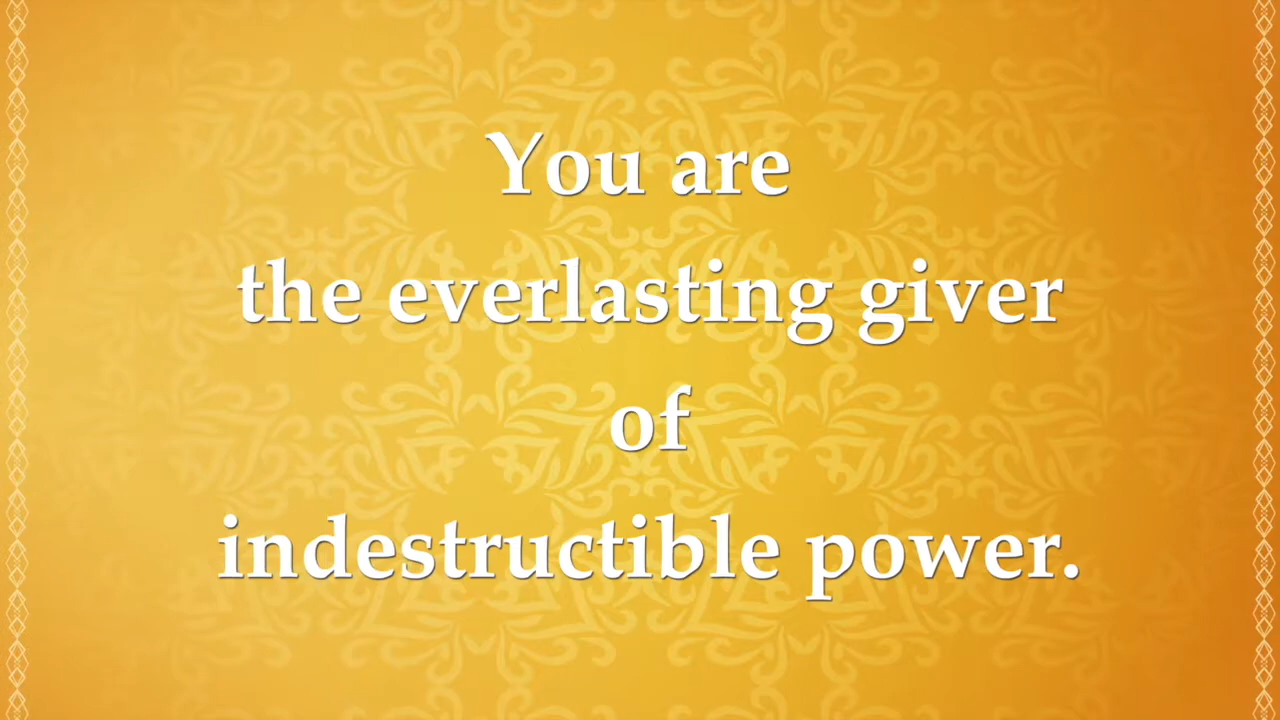 You are
the everlasting giver
of
indestructible power.